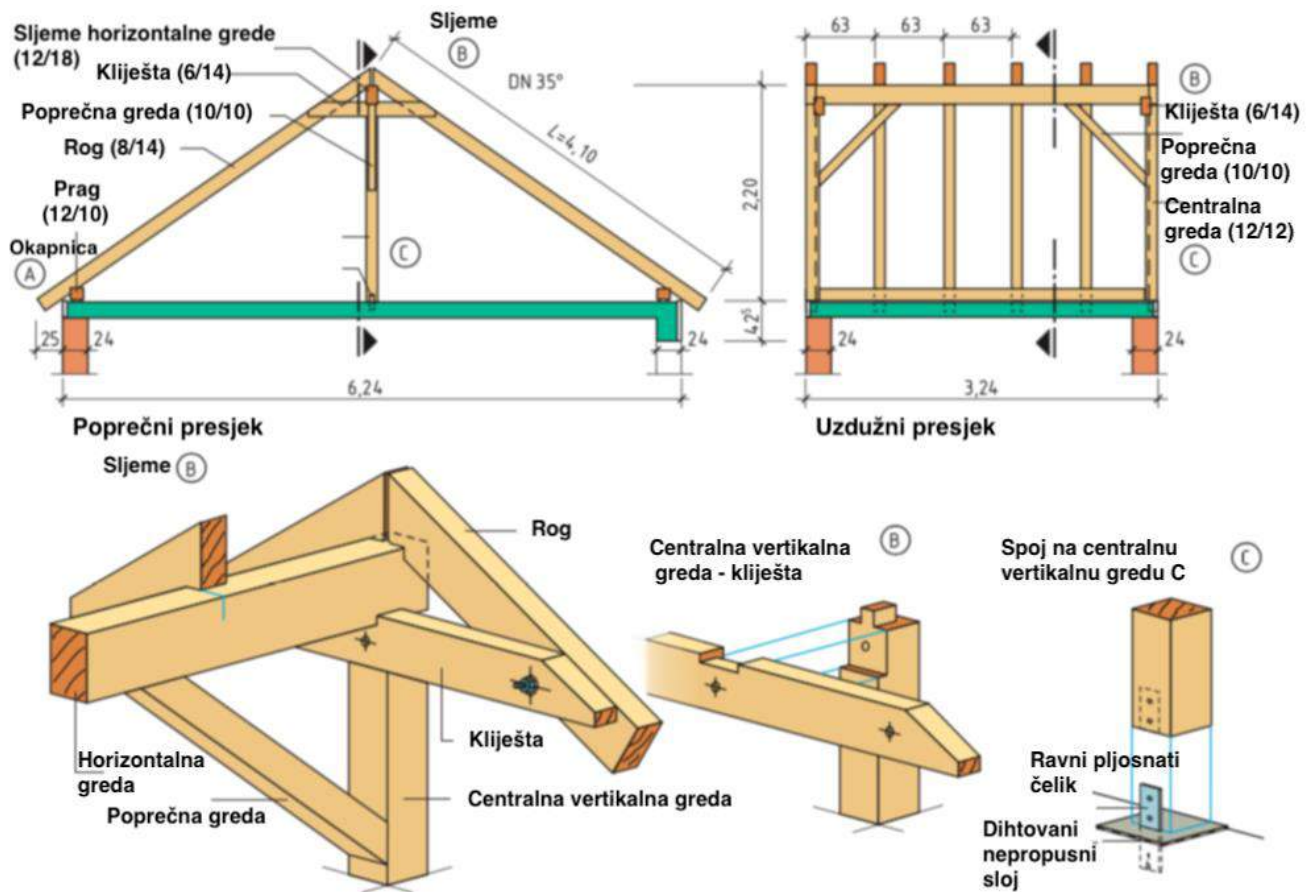 Sljeme horizontalne grede
(12/18)
Kliješta (6/14)
Poprečna greda (10/10)
Rog (8/14)
Prag
(12/10)
Okapnica
A
Sljeme
B
DN 35°
L=4,10
C
25
24
24
6,24
Poprečni presjek
63
63
63
2,20
42⁵
B
Kliješta (6/14)
Poprečna
greda (10/10)
Centralna
greda (12/12)
C
24
24
3,24
Uzdužni presjek
Sljeme B
Rog
Kliješta
Horizontalna
greda
Poprečna greda
Centralna vertikalna greda
Centralna vertikalna
greda - kliješta
B
Spoj na centralnu
vertikalnu gredu C
C
Ravni pljosnati
čelik
Dihtovani
nepropusni
sloj